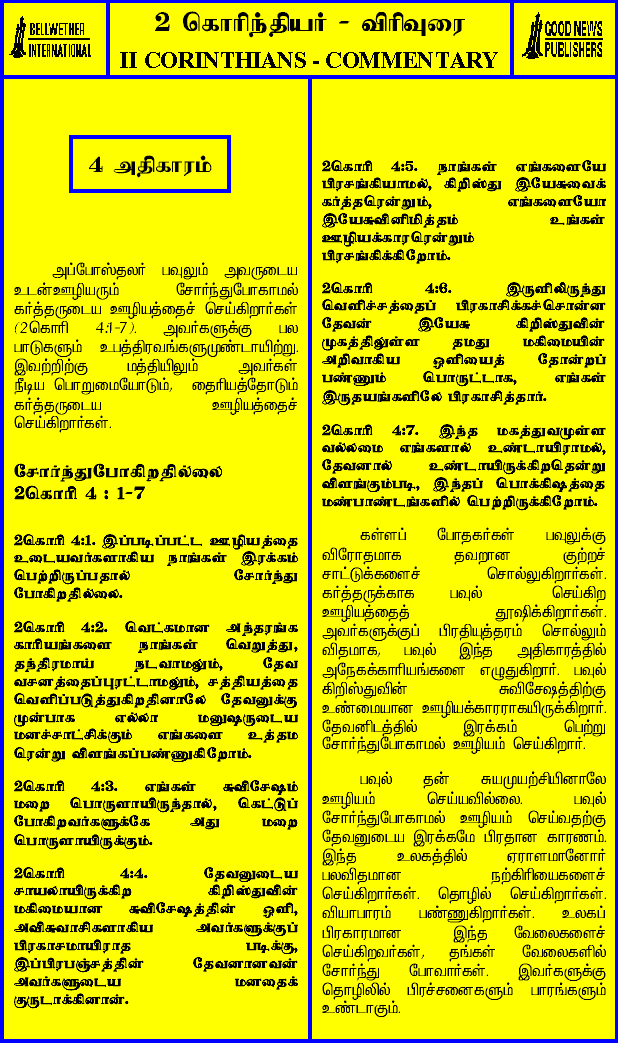 BELLWETHER
INTERNATIONAL
2 கொரிந்தியர் - விரிவுரை
II CORINTHIANS - COMMENTARY
GOOD NEWS
PUBLISHERS
4 அதிகாரம்
அப்போஸ்தலர் பவுலும் அவருடைய
உடன்ஊழியரும் சோர்ந்துபோகாமல்
கர்த்தருடைய ஊழியத்தைச் செய்கிறார்கள்
(2கொரி 4:1-7). அவர்களுக்கு பல
பாடுகளும் உபத்திரவங்களுமுண்டாயிற்று.
இவற்றிற்கு மத்தியிலும் அவர்கள்
நீடிய பொறுமையோடும், தைரியத்தோடும்
கர்த்தருடைய ஊழியத்தைச்
செய்கிறார்கள்.
சோர்ந்துபோகிறதில்லை
2கொரி 4 : 1-7
2கொரி 4:1. இப்படிப்பட்ட ஊழியத்தை
உடையவர்களாகிய நாங்கள் இரக்கம்
பெற்றிருப்பதால் சோர்ந்து
போகிறதில்லை.
2கொரி 4:2. வெட்கமான அந்தரங்க
காரியங்களை நாங்கள் வெறுத்து,
தந்திரமாய் நடவாமலும், தேவ
வசனத்தைப்புரட்டாமலும், சத்தியத்தை
வெளிப்படுத்துகிறதினாலே தேவனுக்கு
முன்பாக எல்லா மனுஷருடைய
மனச்சாட்சிக்கும் எங்களை உத்தம
ரென்று விளங்கப்பண்ணுகிறோம்.
2கொரி 4:3. எங்கள் சுவிசேஷம்
மறை பொருளாயிருந்தால், கெட்டுப்
போகிறவர்களுக்கே அது மறை
பொருளாயிருக்கும்.
2கொரி 4:4. தேவனுடைய
சாயலாயிருக்கிற கிறிஸ்துவின்
மகிமையான சுவிசேஷத்தின் ஒளி,
அவிசுவாசிகளாகிய அவர்களுக்குப்
பிரகாசமாயிராத படிக்கு,
இப்பிரபஞ்சத்தின் தேவனானவன்
அவர்களுடைய மனதைக்
குருடாக்கினான்.
2கொரி 4:5. நாங்கள் எங்களையே
பிரசங்கியாமல், கிறிஸ்து இயேசுவைக்
கர்த்தரென்றும், எங்களையோ
இயேசுவினிமித்தம் உங்கள்
ஊழியக்காரரென்றும்
பிரசங்கிக்கிறோம்.
2கொரி 4:6. இருளிலிருந்து
வெளிச்சத்தைப் பிரகாசிக்கச்சொன்ன
தேவன் இயேசு கிறிஸ்துவின்
முகத்திலுள்ள தமது மகிமையின்
அறிவாகிய ஒளியைத் தோன்றப்
பண்ணும் பொருட்டாக, எங்கள்
இருதயங்களிலே பிரகாசித்தார்.
2கொரி 4:7. இந்த மகத்துவமுள்ள
வல்லமை எங்களால் உண்டாயிராமல்,
தேவனால் உண்டாயிருக்கிறதென்று
விளங்கும்படி, இந்தப் பொக்கிஷத்தை
மண்பாண்டங்களில் பெற்றிருக்கிறோம்.
கள்ளப் போதகர்கள் பவுலுக்கு
விரோதமாக தவறான குற்றச்
சாட்டுக்களைச் சொல்லுகிறார்கள்.
கர்த்தருக்காக பவுல் செய்கிற
ஊழியத்தைத் தூஷிக்கிறார்கள்.
அவர்களுக்குப் பிரதியுத்தரம் சொல்லும்
விதமாக, பவுல் இந்த அதிகாரத்தில்
அநேகக்காரியங்களை எழுதுகிறார். பவுல்
கிறிஸ்துவின் சுவிசேஷத்திற்கு
உண்மையான ஊழியக்காரராகயிருக்கிறார்.
தேவனிடத்தில் இரக்கம் பெற்று
சோர்ந்துபோகாமல் ஊழியம் செய்கிறார்.
பவுல் தன் சுயமுயற்சியினாலே
ஊழியம் செய்யவில்லை. பவுல்
சோர்ந்துபோகாமல் ஊழியம் செய்வதற்கு
தேவனுடைய இரக்கமே பிரதான காரணம்.
இந்த உலகத்தில் ஏராளமானோர்
பலவிதமான நற்கிரியைகளைச்
செய்கிறார்கள். தொழில் செய்கிறார்கள்.
வியாபாரம் பண்ணுகிறார்கள். உலகப்
பிரகாரமான இந்த வேலைகளைச்
செய்கிறவர்கள், தங்கள் வேலைகளில்
சோர்ந்து போவார்கள். இவர்களுக்கு
தொழிலில் பிரச்சனைகளும் பாரங்களும்
உண்டாகும்.